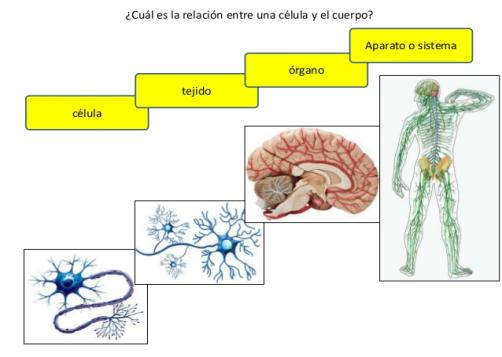 ¿Cuál es la relación entre una célula y el cuerpo?
Aparato o sistema
órgano
tejido
célula